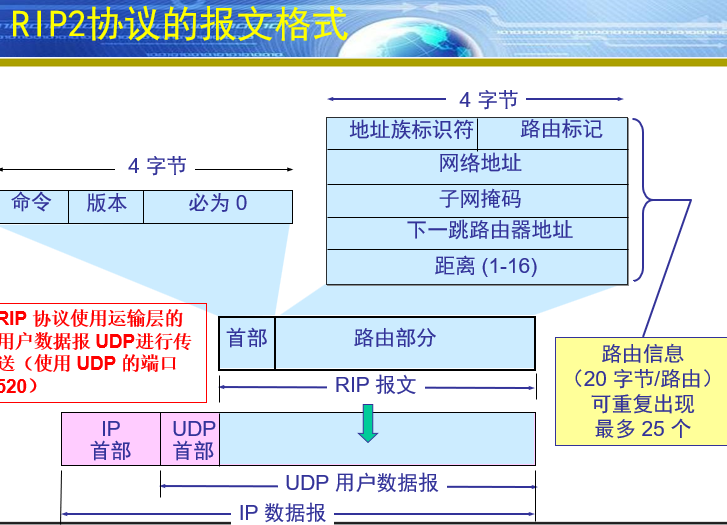 RIP2协议的报文格式
4 字节
地址族标识符 路由标记
网络地址
子网掩码
下一跳路由器地址
距离 (1-16)
4 字节
命令 版本 必为 0
RIP 协议使用运输层的
用户数据报 UDP进行传
送（使用 UDP 的端口
520）
首部 路由部分
RIP 报文
路由信息
（20 字节/路由）
可重复出现
最多 25 个
IP
首部
UDP
首部
UDP 用户数据报
IP 数据报